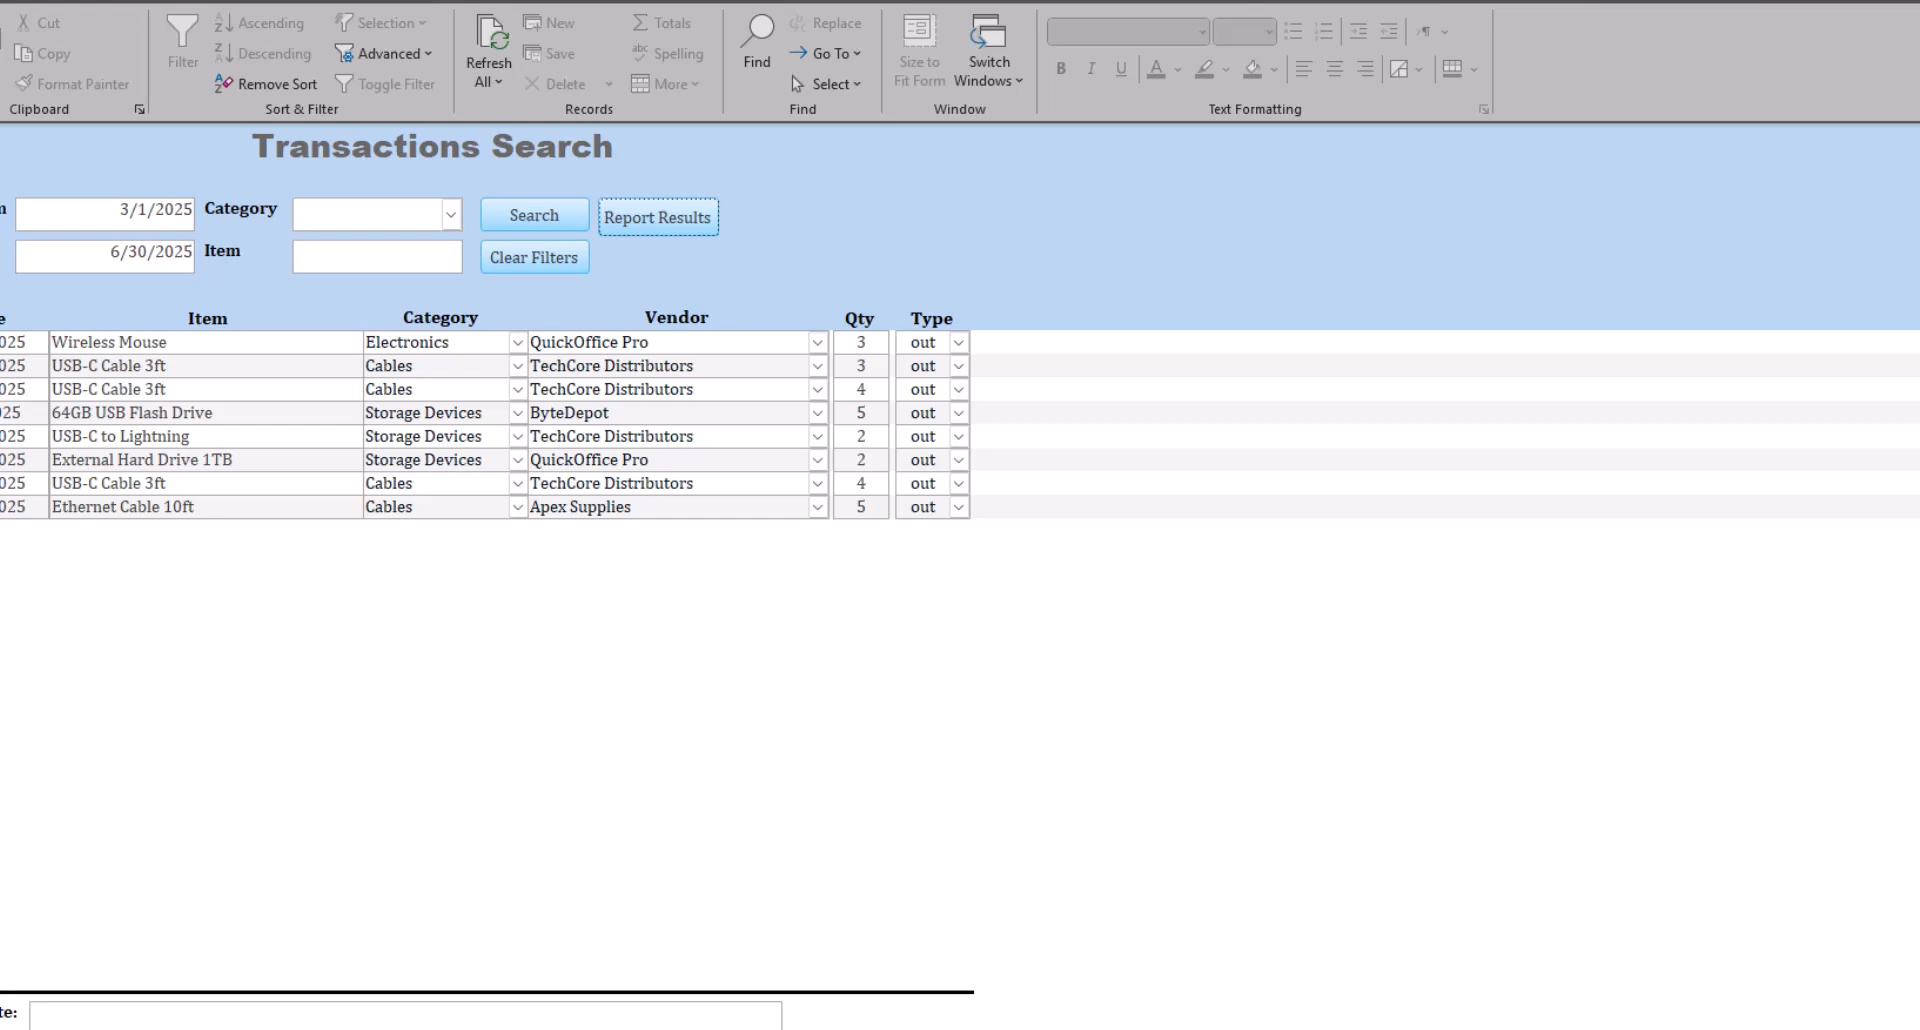 Cut
Copy
Format Painter
Clipboard
Filter
Ascending
Descending
Remove Sort
Selection
Advanced
Toggle Filter
Sort & Filter
Refresh
All
New
Save
Delete
Totals
abc
Spelling
More
Records
Find
Replace
Go To
Select
Find
Size to
Fit Form
Switch
Windows
Window
B I U A
Text Formatting
Transactions Search
3/1/2025 Category Search Report Results
6/30/2025 Item Clear Filters
Item Category Vendor Qty Type
025 Wireless Mouse Electronics QuickOffice Pro 3 out
025 USB-C Cable 3ft Cables TechCore Distributors 3 out
025 USB-C Cable 3ft Cables TechCore Distributors 4 out
025 64GB USB Flash Drive Storage Devices ByteDepot 5 out
025 USB-C to Lightning Storage Devices TechCore Distributors 2 out
025 External Hard Drive 1TB Storage Devices QuickOffice Pro 2 out
025 USB-C Cable 3ft Cables TechCore Distributors 4 out
025 Ethernet Cable 10ft Cables Apex Supplies 5 out
te: